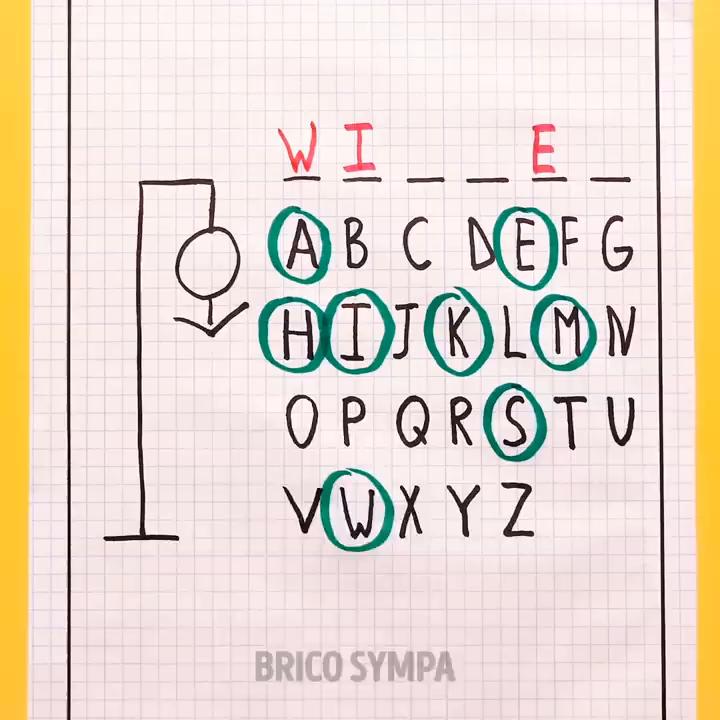 W I _ _ E _
A B C D E F G
H I J K L M N
O P Q R S T U
V W X Y Z
BRICO SYMPA